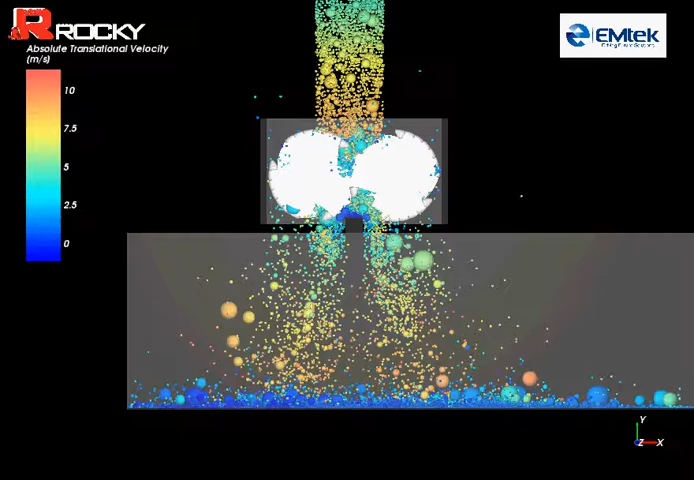 ROCKY
EMtek
Absolute Translational Velocity
(m/s)
10
7.5
5
2.5
0
Y
Z X